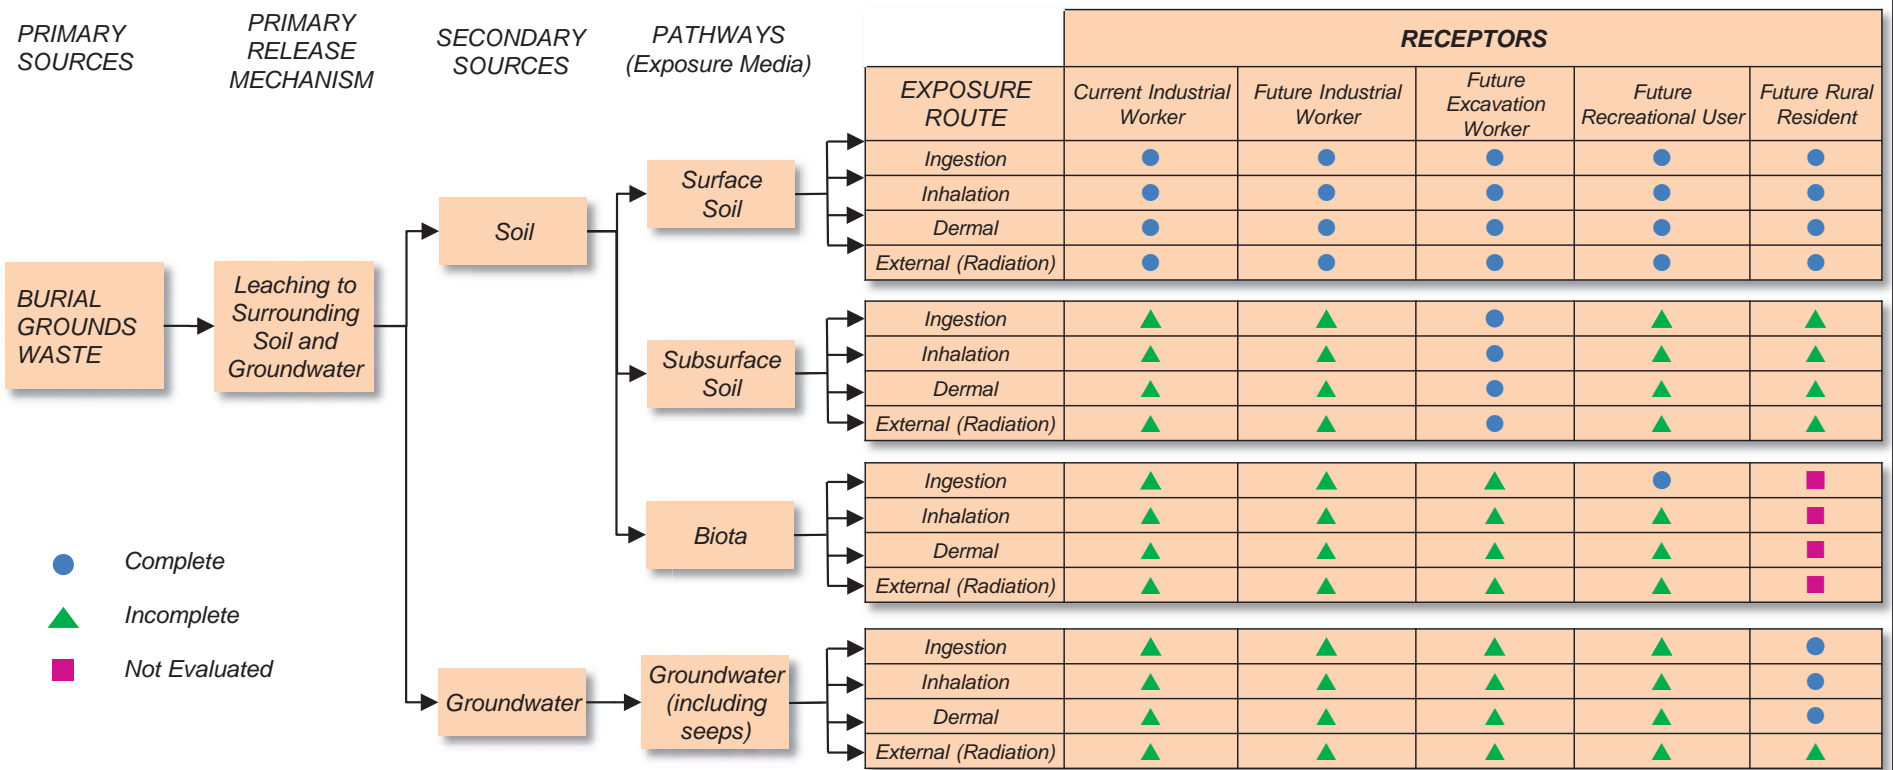 PRIMARY
SOURCES
PRIMARY
RELEASE
MECHANISM
SECONDARY
SOURCES
PATHWAYS
(Exposure Media)
RECEPTORS
EXPOSURE
ROUTE
Current Industrial
Worker
Future Industrial
Worker
Future
Excavation
Worker
Future
Recreational User
Future Rural
Resident
BURIAL
GROUNDS
WASTE
Leaching to
Surrounding
Soil and
Groundwater
Soil
Surface
Soil
Ingestion
Inhalation
Dermal
External (Radiation)
Subsurface
Soil
Ingestion
Inhalation
Dermal
External (Radiation)
Biota
Ingestion
Inhalation
Dermal
External (Radiation)
Groundwater
Groundwater
(including
seeps)
Ingestion
Inhalation
Dermal
External (Radiation)
Complete
Incomplete
Not Evaluated